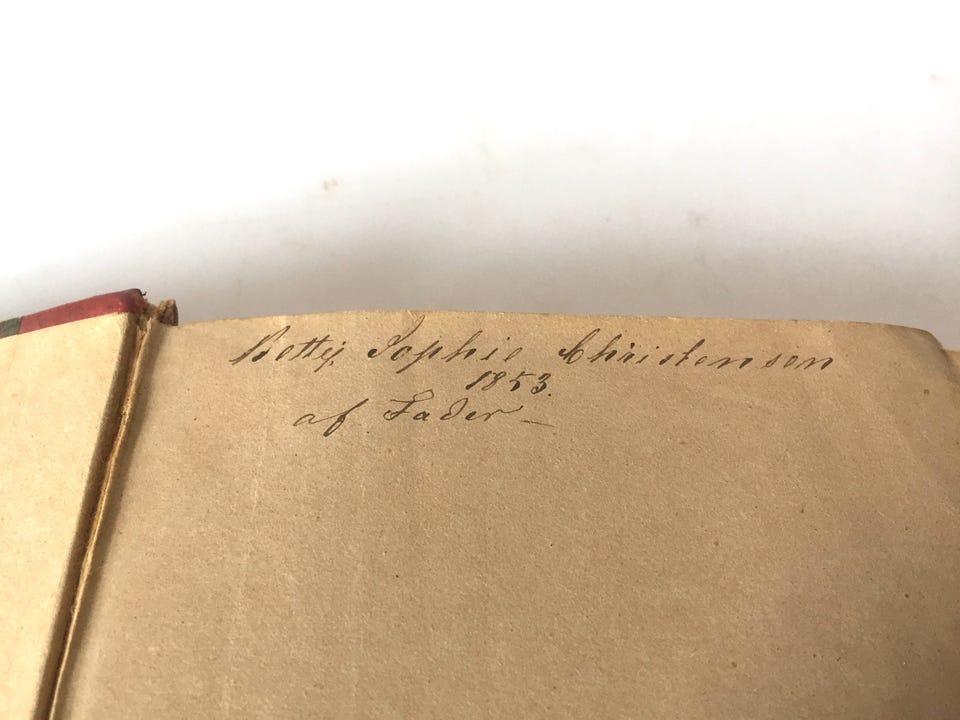 Betty Sophie Christensen
1853.
af Fader—